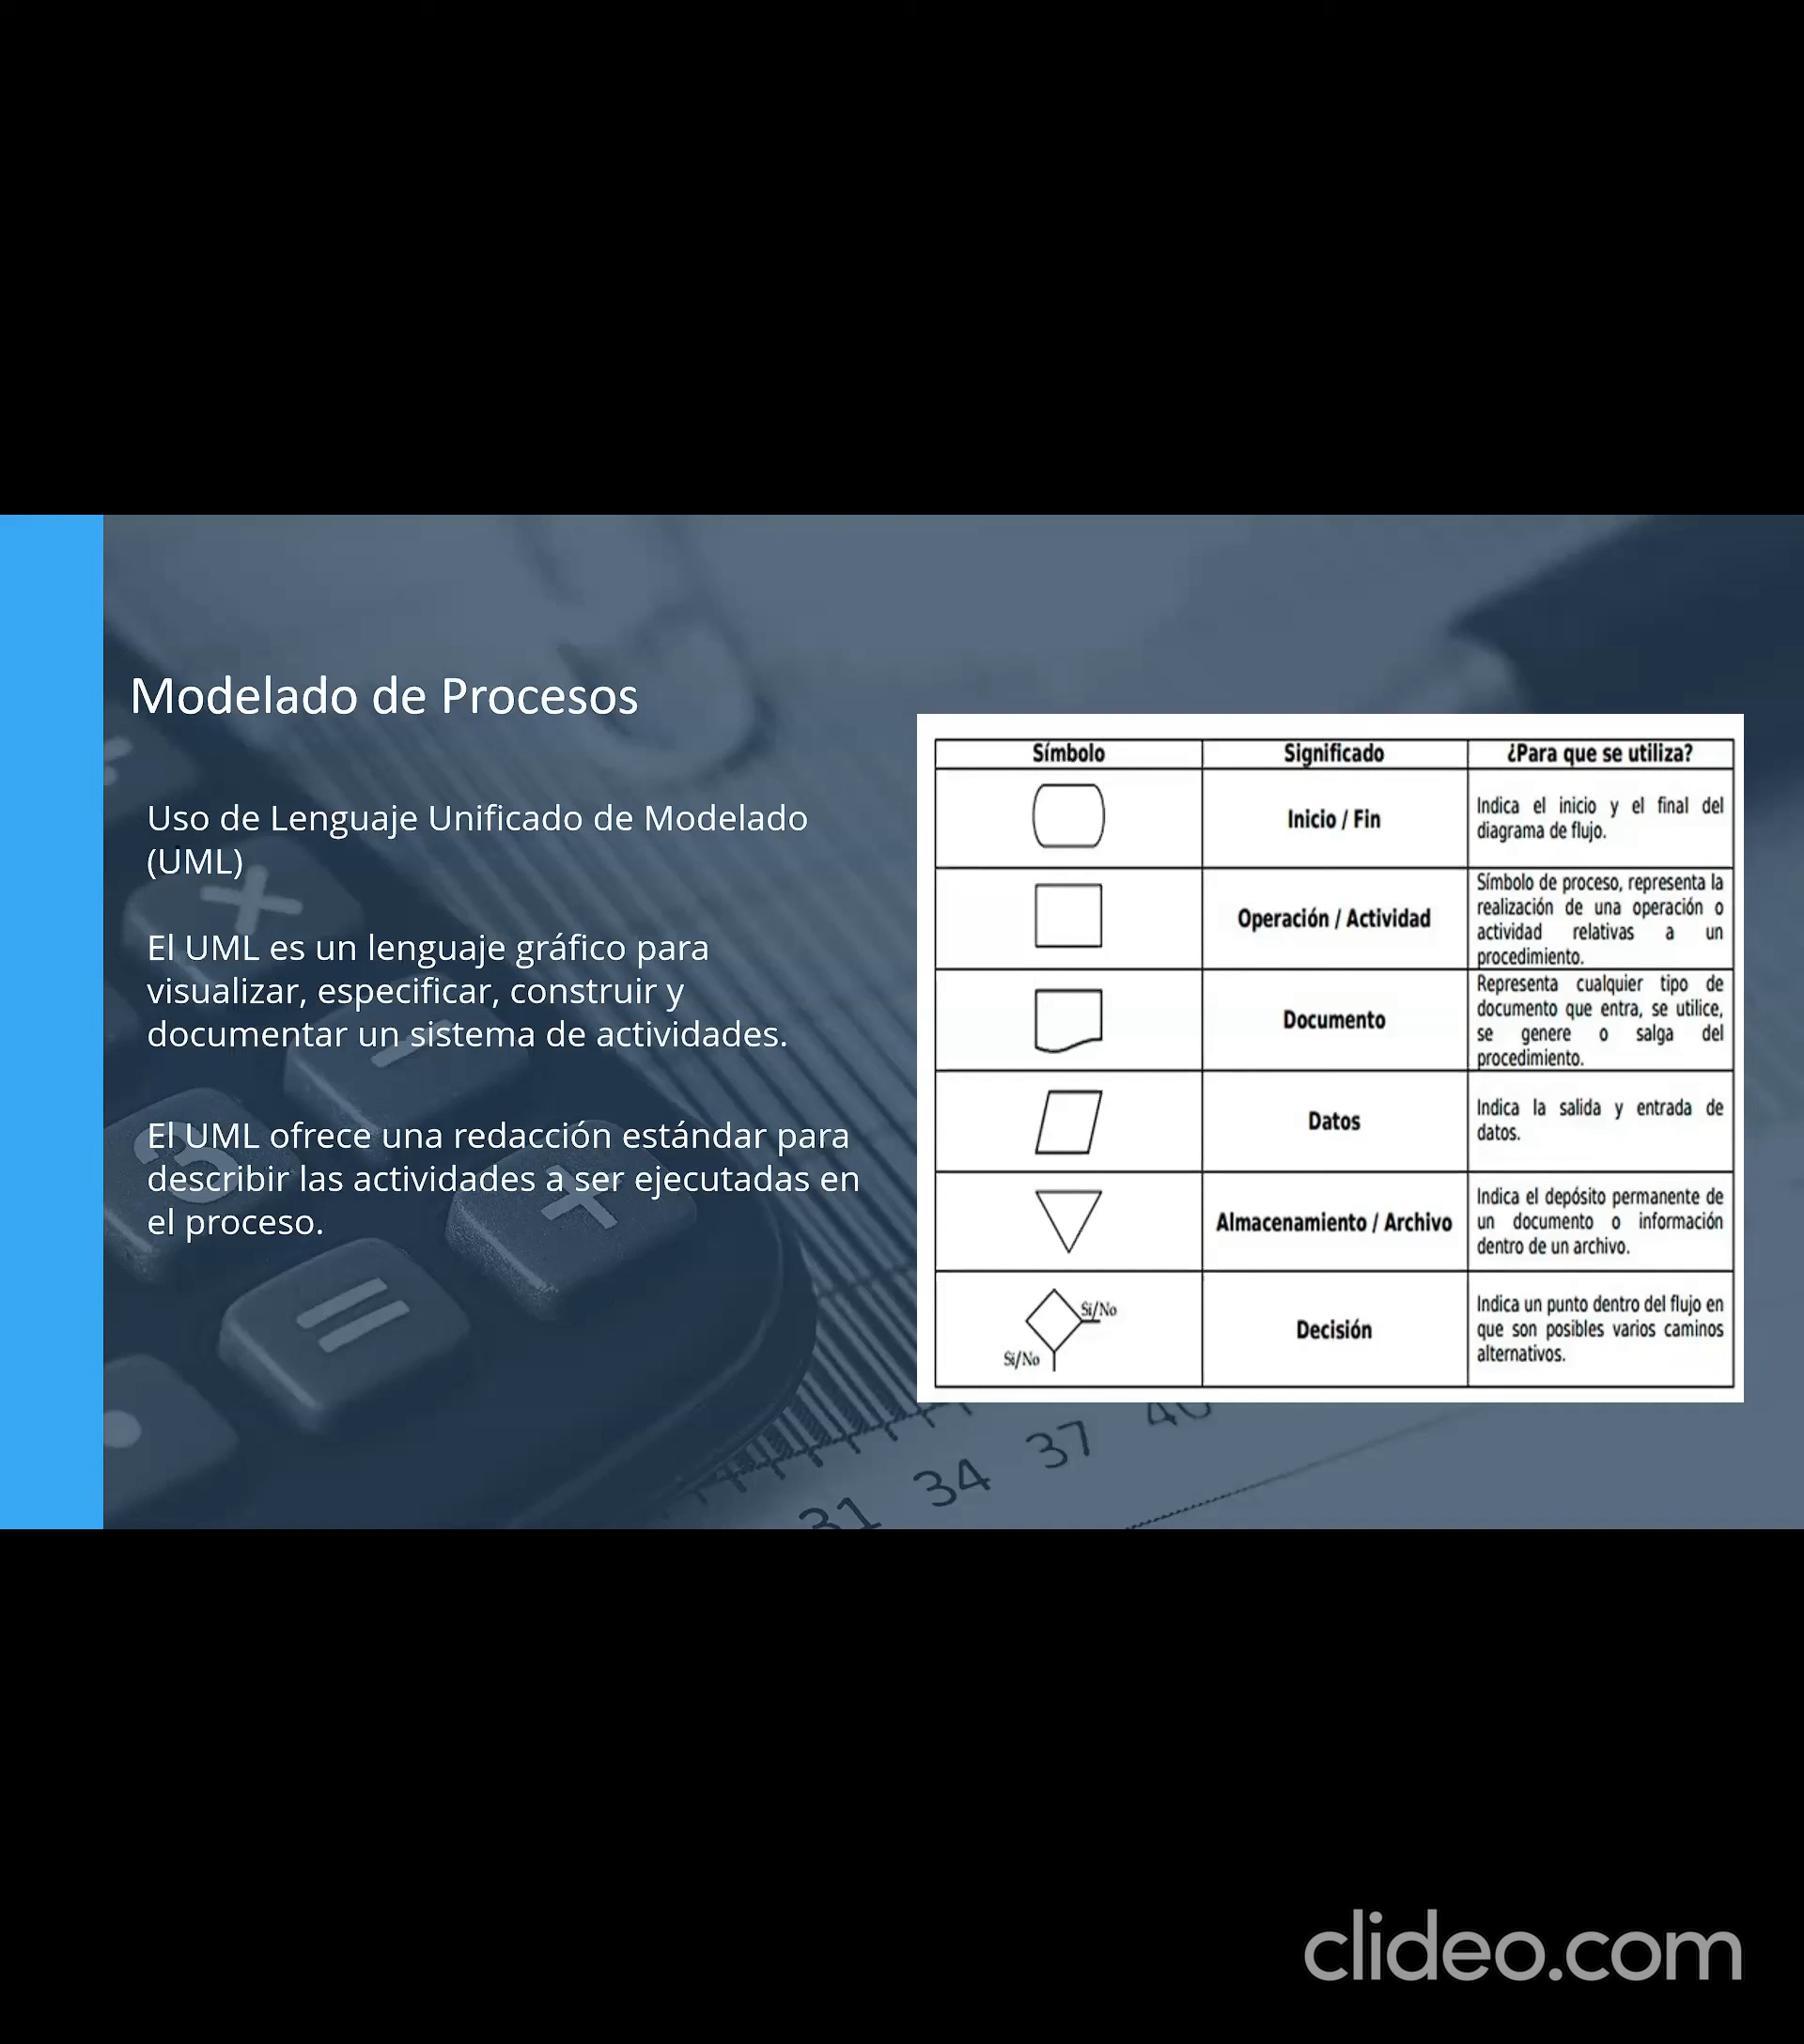 Modelado de Procesos
Uso de Lenguaje Unificado de Modelado
(UML)
El UML es un lenguaje gráfico para
visualizar, especificar, construir y
documentar un sistema de actividades.
El UML ofrece una redacción estándar para
describir las actividades a ser ejecutadas en
el proceso.
Símbolo Significado ¿Para que se utiliza?
Inicio / Fin
Indica el inicio y el final del
diagrama de flujo.
Operación / Actividad
Símbolo de proceso, representa la
realización de una operación o
actividad relativas a un
procedimiento.
Documento
Representa cualquier tipo de
documento que entra, se utilice,
se genere o salga del
procedimiento.
Datos
Indica la salida y entrada de
datos.
Almacenamiento / Archivo
Indica el depósito permanente de
un documento o información
dentro de un archivo.
Si/No
Si/No
Decisión
Indica un punto dentro del flujo en
que son posibles varios caminos
alternativos.
31 34 37 40
clideo.com